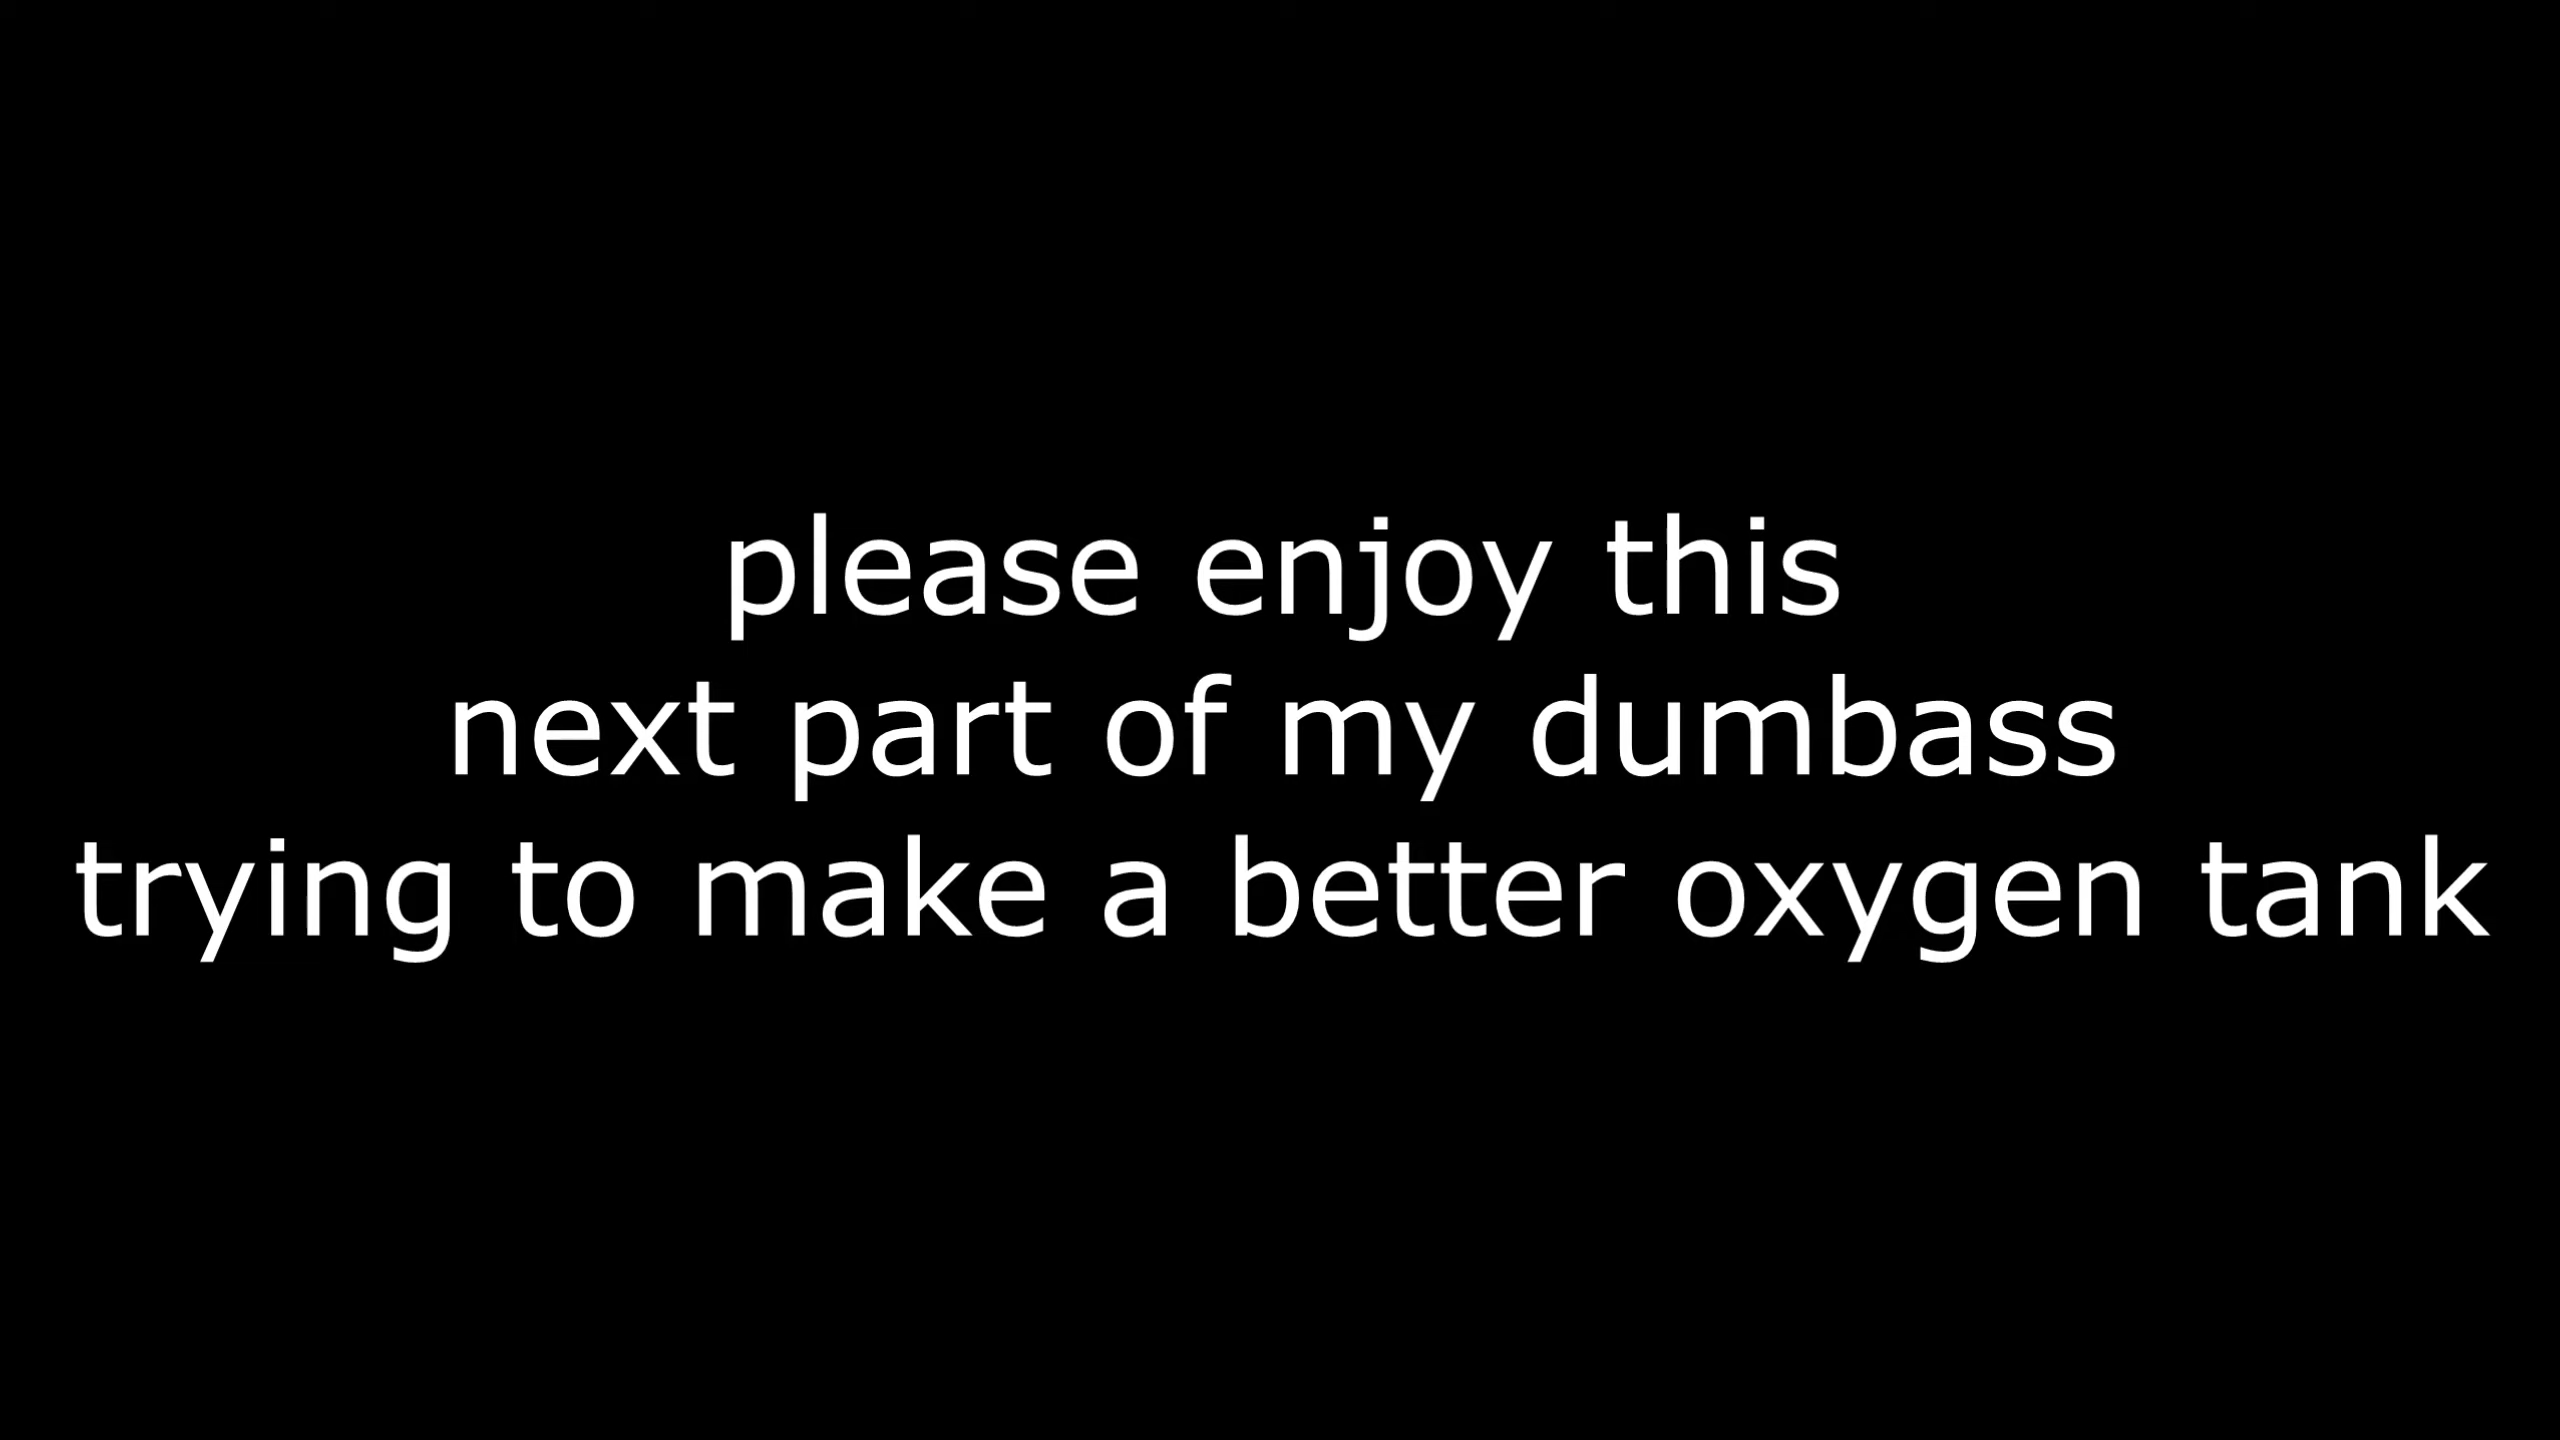 please enjoy this
next part of my dumbass
trying to make a better oxygen tank